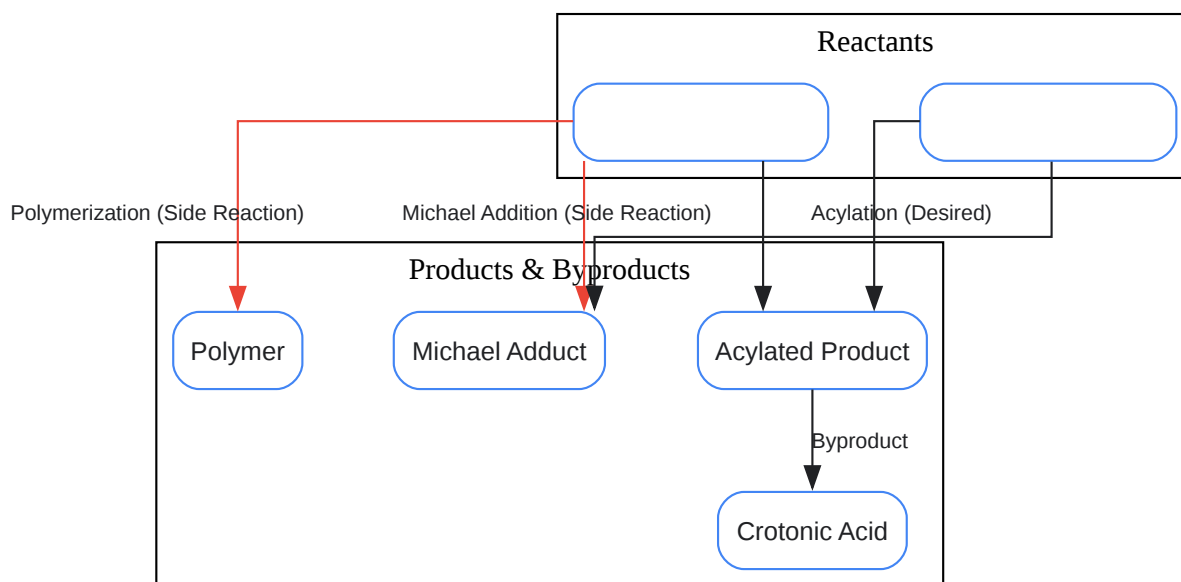 Reactants
Polymerization (Side Reaction)
Michael Addition (Side Reaction)
Acylation (Desired)
Products & Byproducts
Polymer
Michael Adduct
Acylated Product
Byproduct
Crotonic Acid